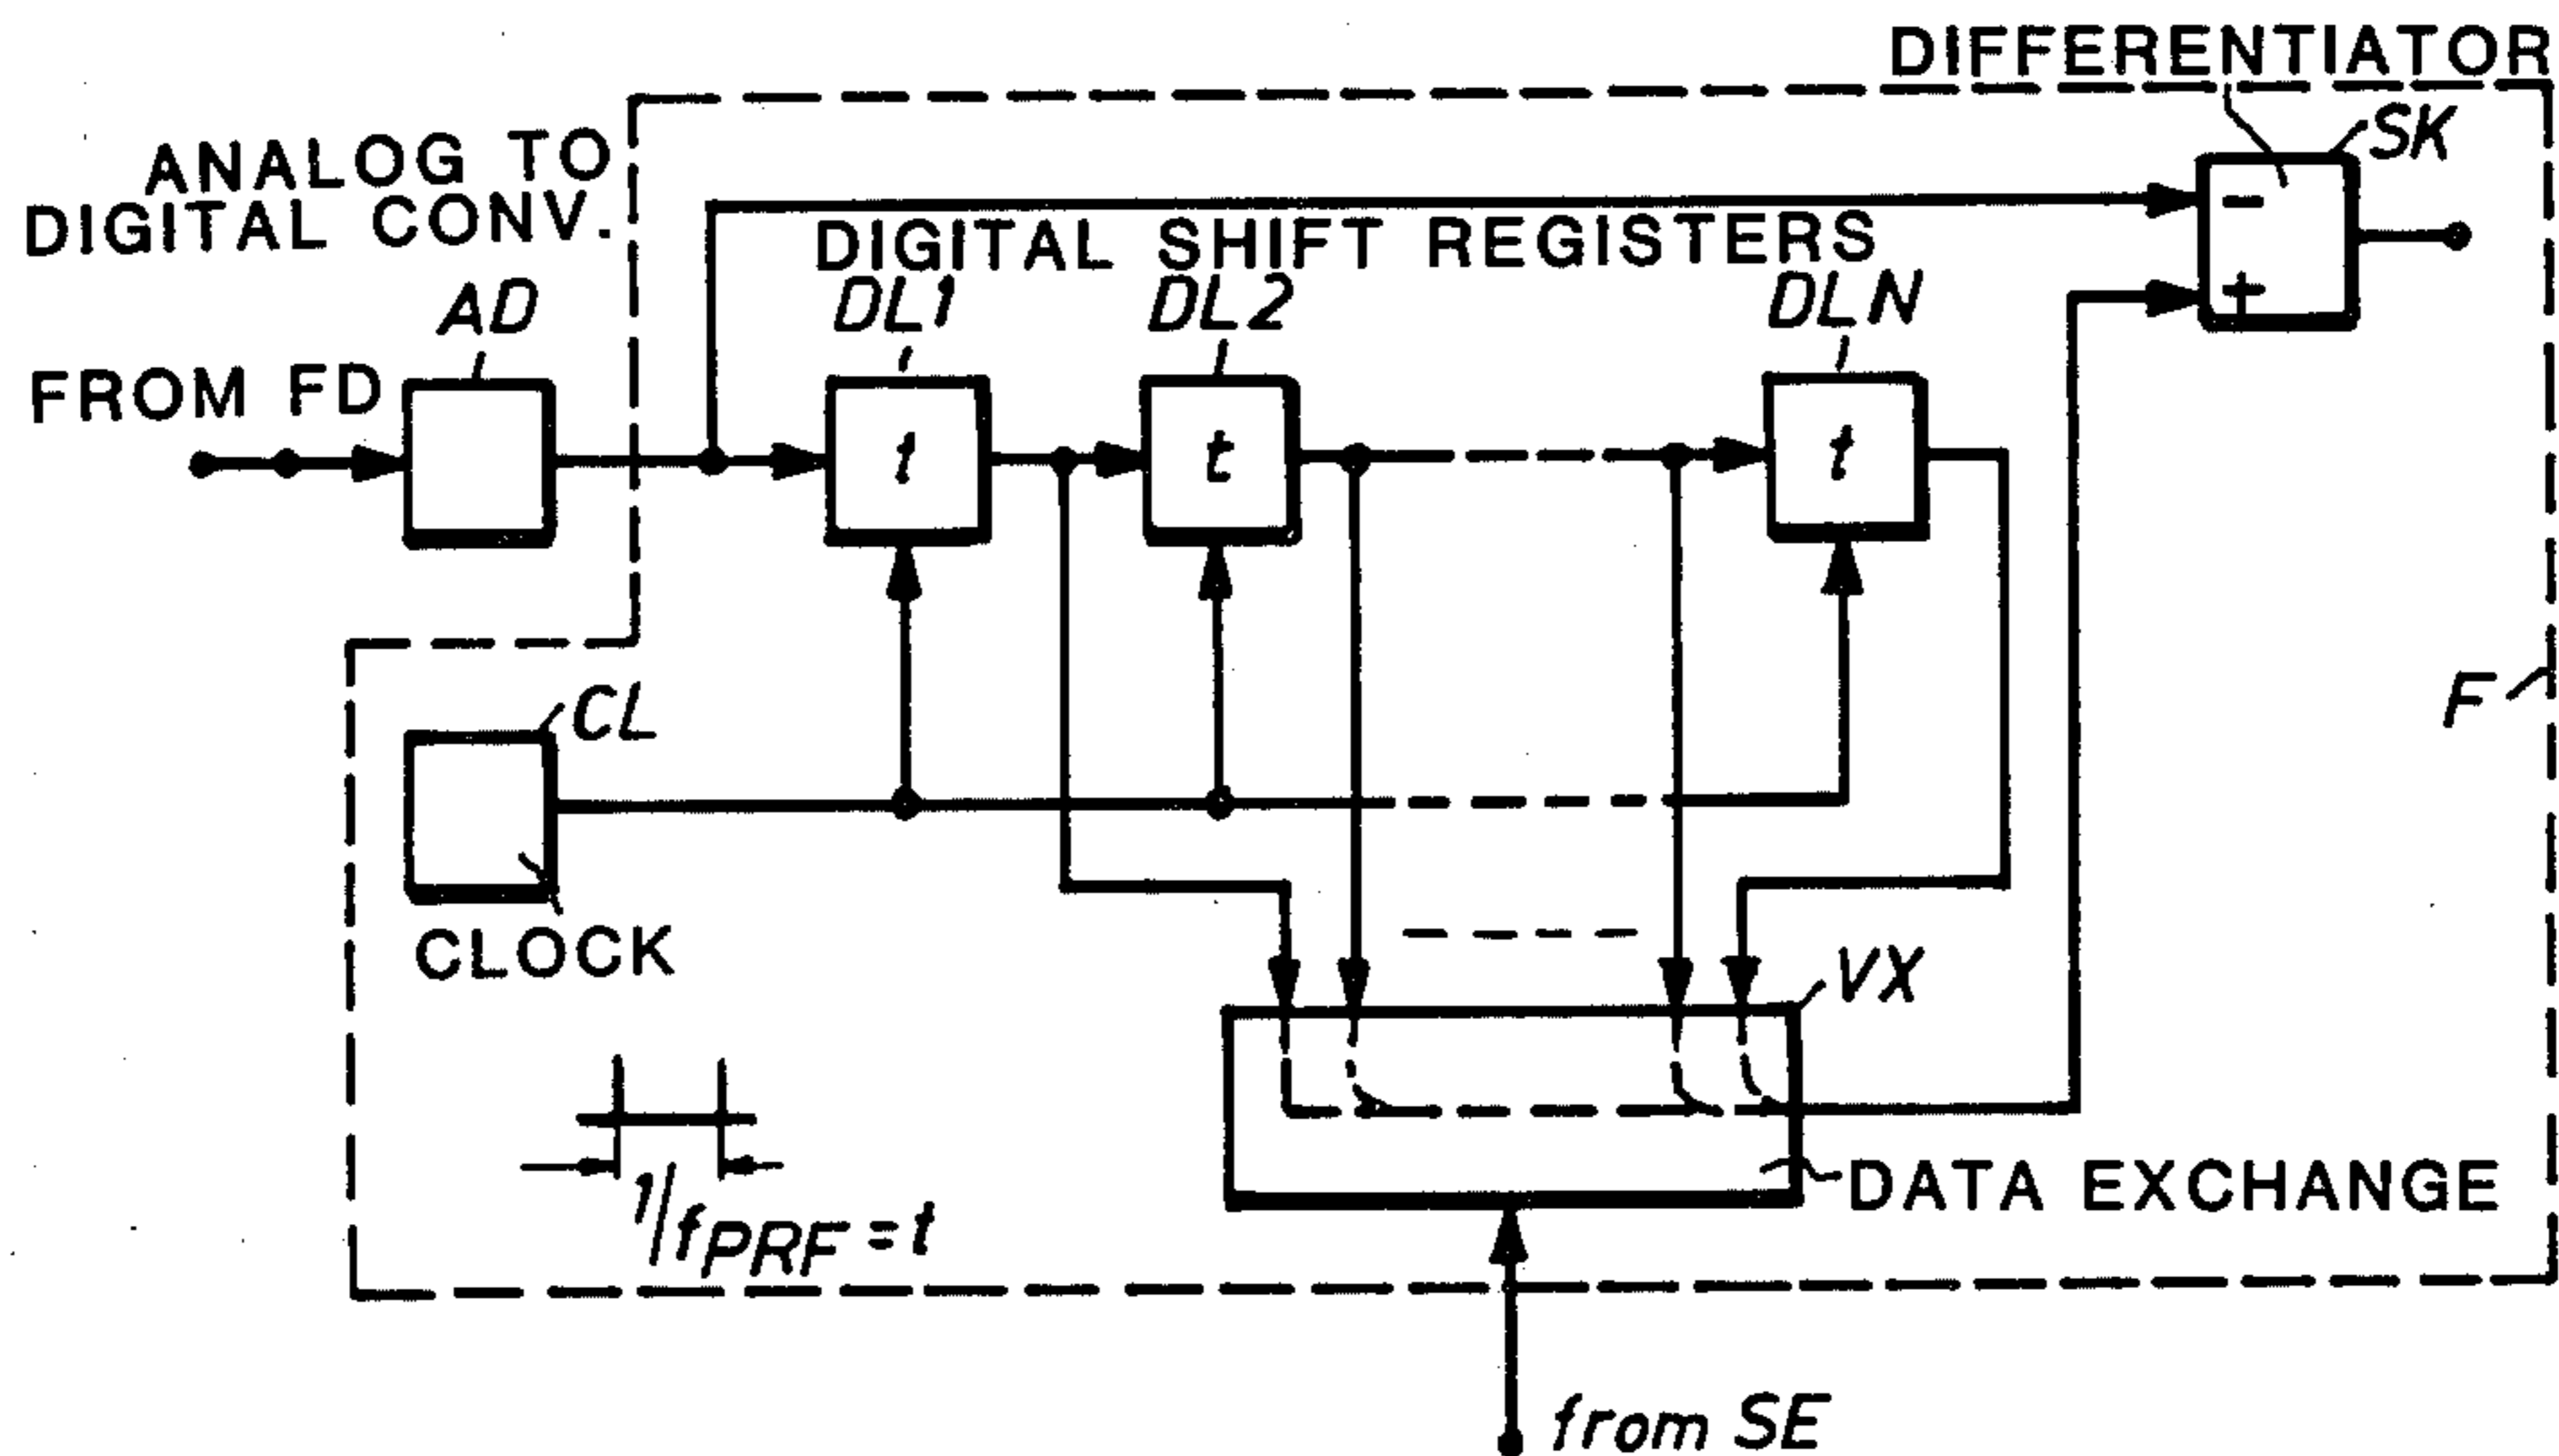 DIFFERENTIATOR
SK
ANALOG TO
DIGITAL CONV.
-
+
DIGITAL SHIFT REGISTERS
AD
DL1
DL2
DLN
FROM FD
t
t
t
F
CL
CLOCK
VX
DATA EXCHANGE
1/fPRF = t
from SE